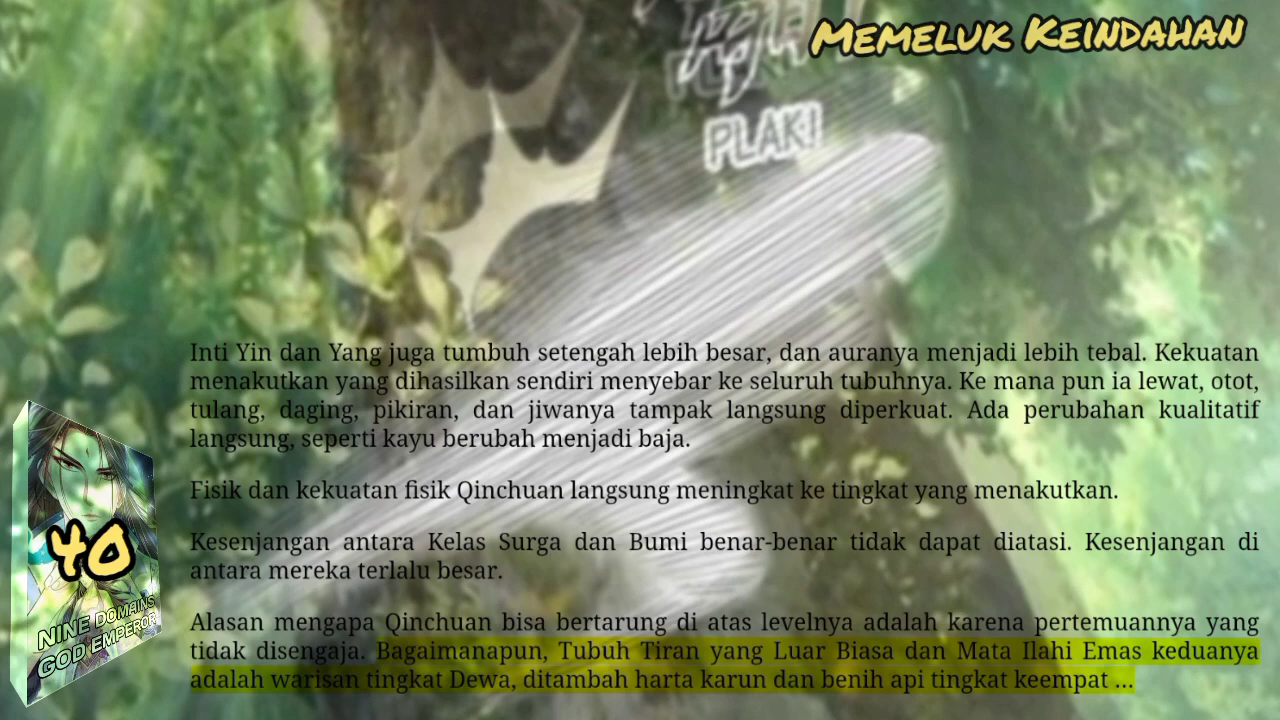 Memeluk Keindahan
PLAK!
Inti Yin dan Yang juga tumbuh setengah lebih besar, dan auranya menjadi lebih tebal. Kekuatan
menakutkan yang dihasilkan sendiri menyebar ke seluruh tubuhnya. Ke mana pun ia lewat, otot,
tulang, daging, pikiran, dan jiwanya tampak langsung diperkuat. Ada perubahan kualitatif
langsung, seperti kayu berubah menjadi baja.
Fisik dan kekuatan fisik Qinchuan langsung meningkat ke tingkat yang menakutkan.
Kesenjangan antara Kelas Surga dan Bumi benar-benar tidak dapat diatasi. Kesenjangan di
antara mereka terlalu besar.
Alasan mengapa Qinchuan bisa bertarung di atas levelnya adalah karena pertemuannya yang
tidak disengaja. Bagaimanapun, Tubuh Tiran yang Luar Biasa dan Mata Ilahi Emas keduanya
adalah warisan tingkat Dewa, ditambah harta karun dan benih api tingkat keempat ...
40
NINE DOMAINS
GOD EMPEROR